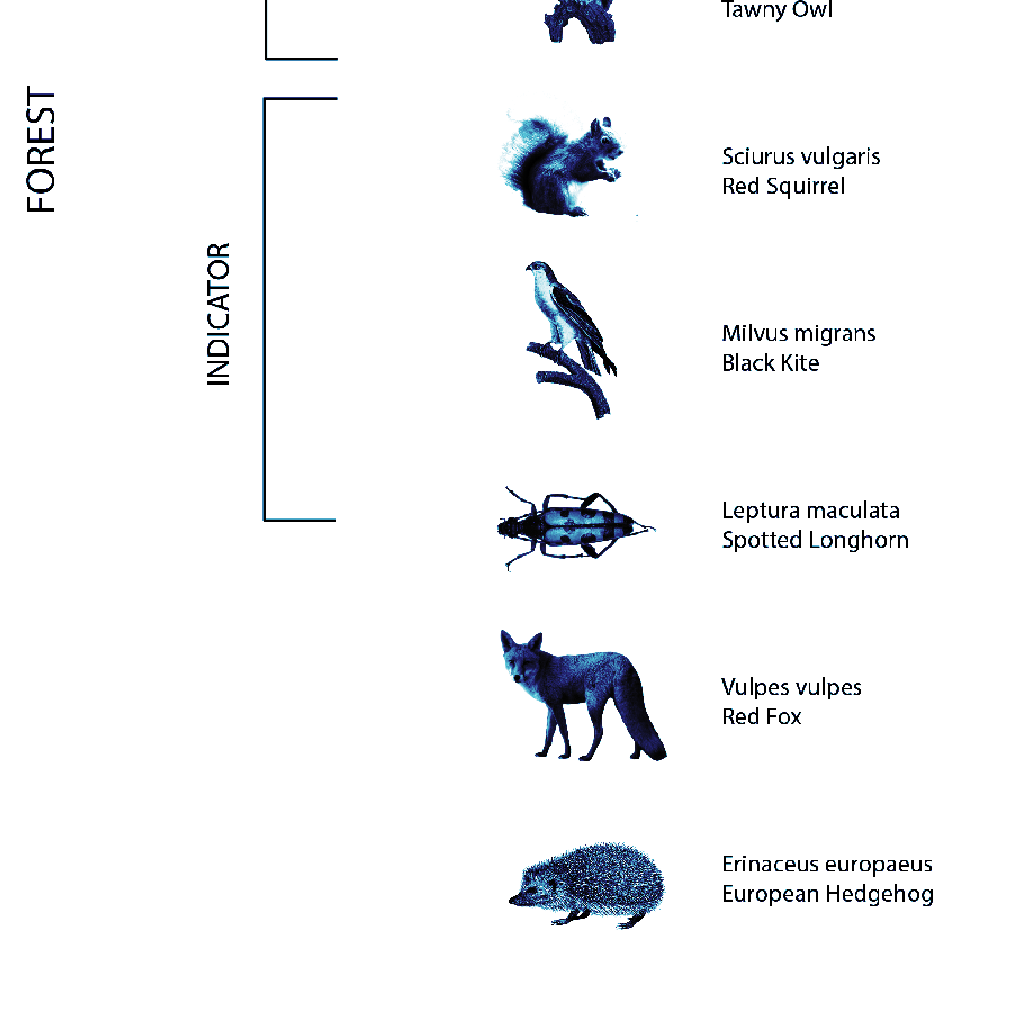 Tawny Owl
FOREST
INDICATOR
Sciurus vulgaris
Red Squirrel
Milvus migrans
Black Kite
Leptura maculata
Spotted Longhorn
Vulpes vulpes
Red Fox
Erinaceus europaeus
European Hedgehog